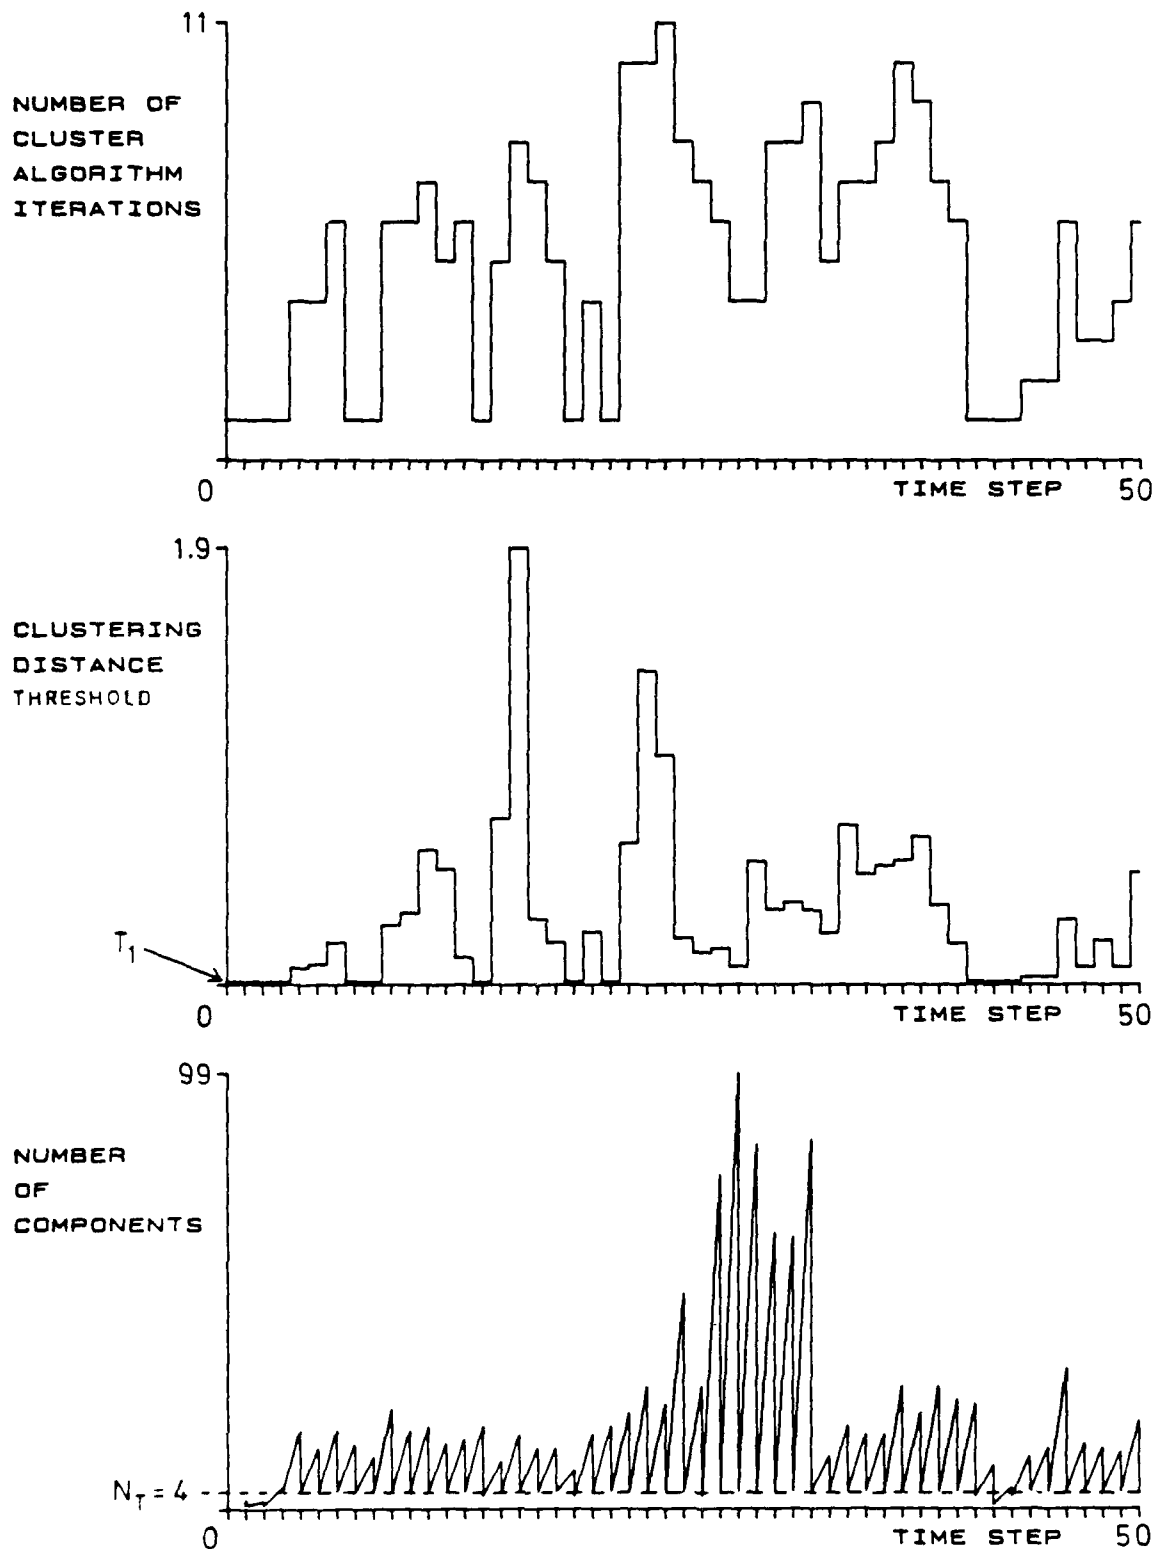 11
NUMBER OF
CLUSTER
ALGORITHM
ITERATIONS
0
TIME STEP
50
1.9
CLUSTERING
DISTANCE
THRESHOLD
T1
0
TIME STEP
50
99
NUMBER
OF
COMPONENTS
NT = 4
0
TIME STEP
50